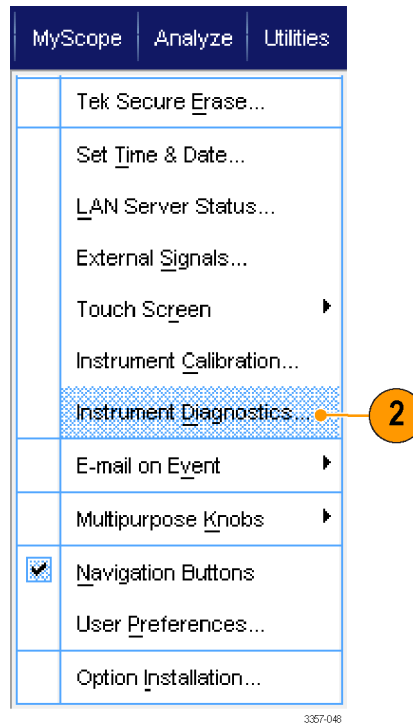 MyScope Analyze Utilities
Tek Secure Erase...
Set Time & Date...
LAN Server Status...
External Signals...
Touch Screen
Instrument Calibration...
Instrument Diagnostics...
2
E-mail on Event
Multipurpose Knobs
Navigation Buttons
User Preferences...
Option Installation...
3357-048